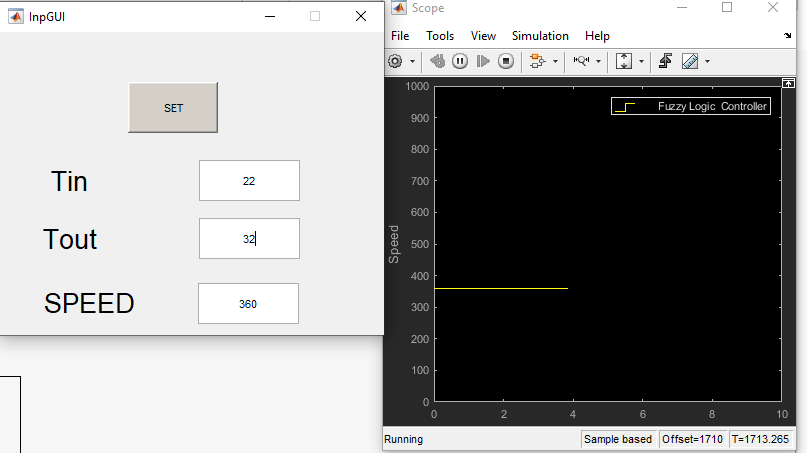 InpGUI
SET
Tin
22
Tout
32
SPEED
360
Scope
File Tools View Simulation Help
Fuzzy Logic Controller
Speed
1000
900
800
700
600
500
400
300
200
100
0
0 2 4 6 8 10
Running
Sample based Offset=1710 T=1713.265